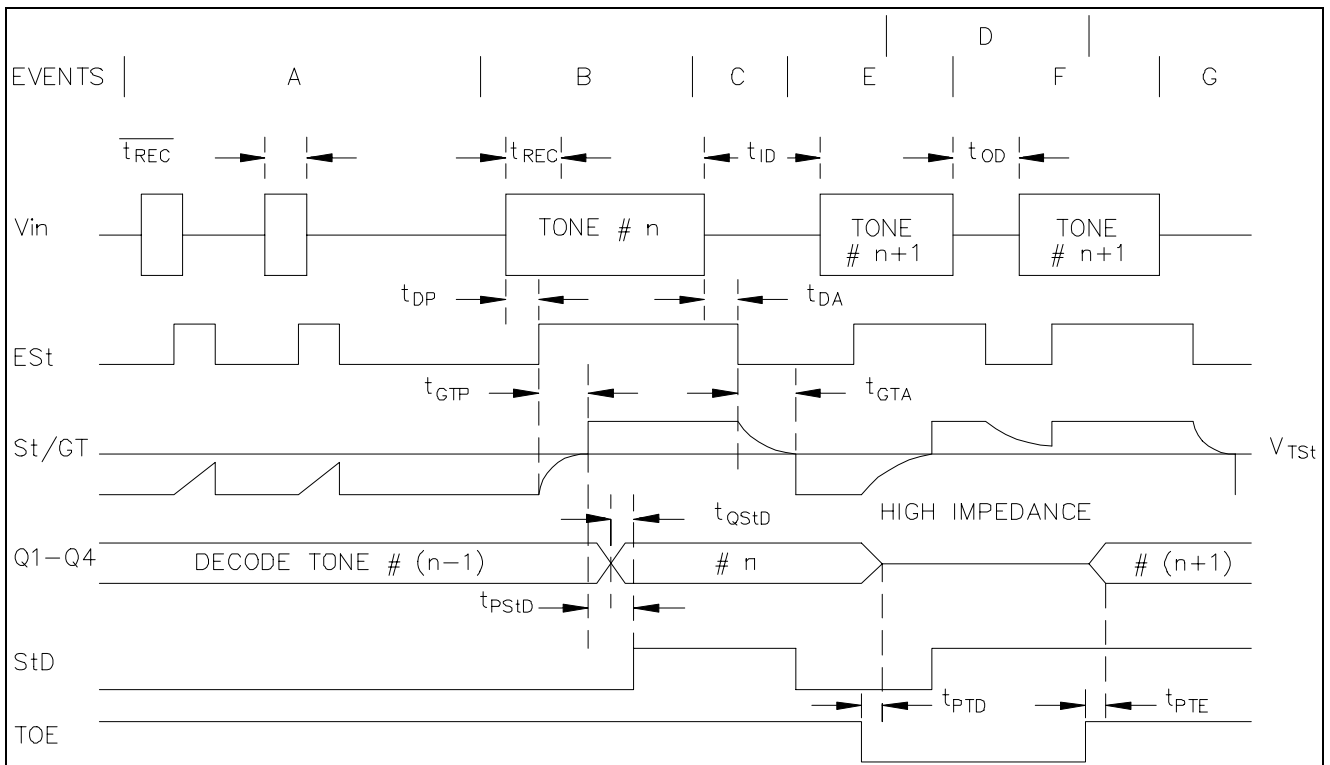 D
EVENTS A B C E F G
t̅R̅E̅C̅ tREC tID tOD
Vin TONE # n TONE # n+1 TONE # n+1
tDP tDA
ESt
tGTP tGTA
St/GT VTSt
tQStD HIGH IMPEDANCE
Q1-Q4 DECODE TONE # (n-1) # n # (n+1)
tPStD
StD
tPTD tPTE
TOE